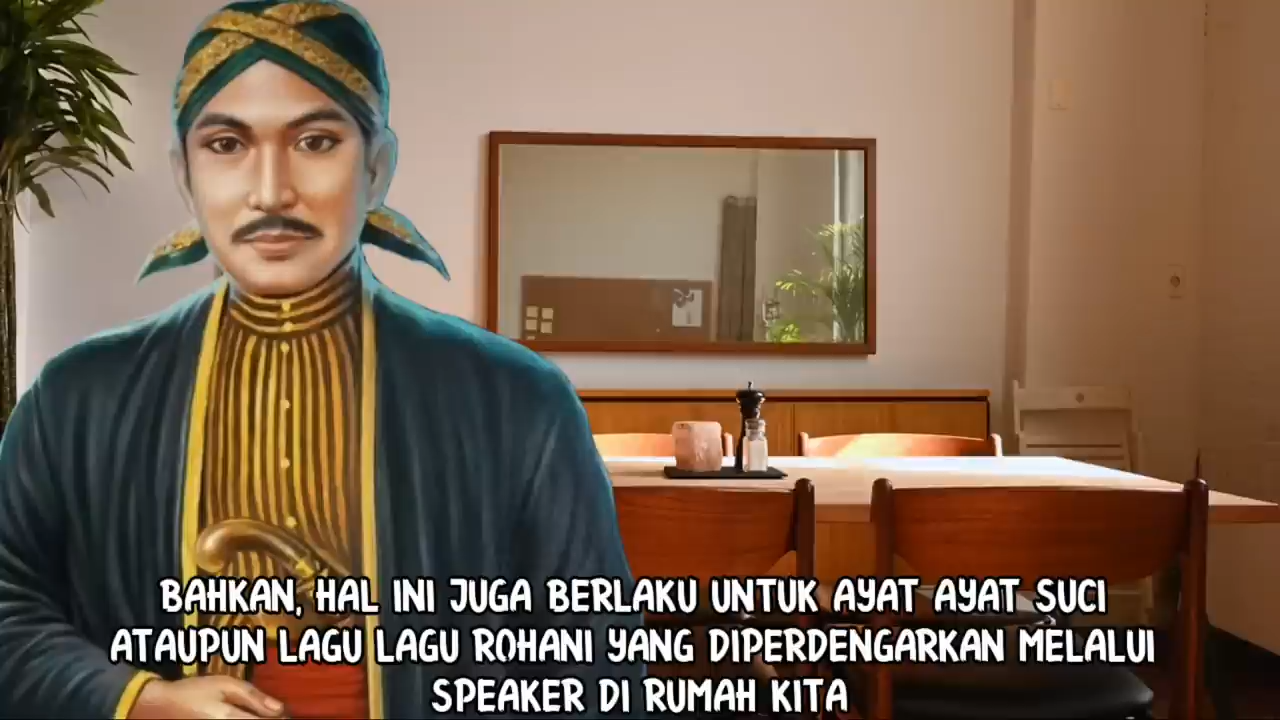 BAHKAN, HAL INI JUGA BERLAKU UNTUK AYAT AYAT SUCI
ATAUPUN LAGU LAGU ROHANI YANG DIPERDENGARKAN MELALUI
SPEAKER DI RUMAH KITA